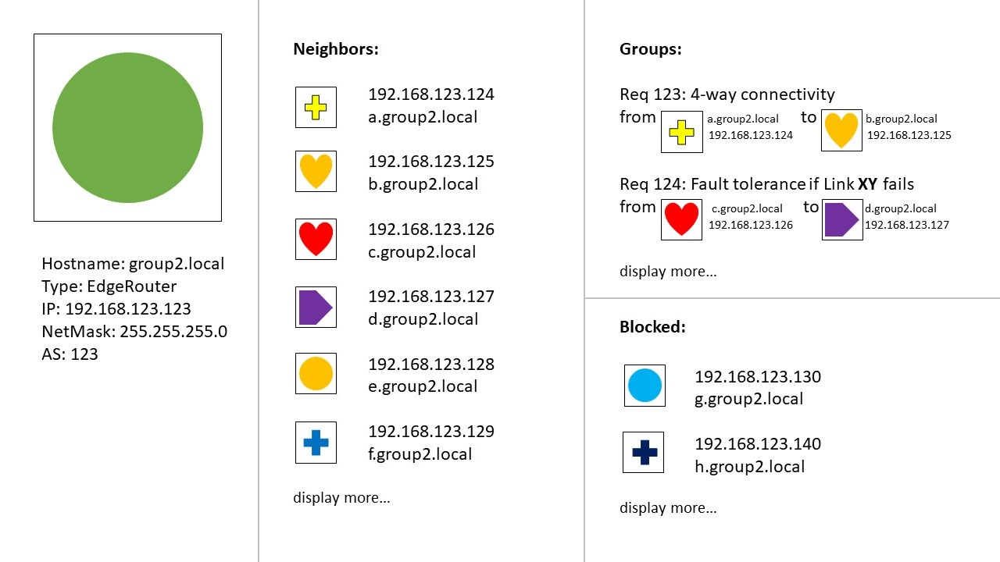 Hostname: group2.local
Type: EdgeRouter
IP: 192.168.123.123
NetMask: 255.255.255.0
AS: 123
Neighbors:
192.168.123.124
a.group2.local
192.168.123.125
b.group2.local
192.168.123.126
c.group2.local
192.168.123.127
d.group2.local
192.168.123.128
e.group2.local
192.168.123.129
f.group2.local
display more...
Groups:
Req 123: 4-way connectivity
from a.group2.local to b.group2.local
192.168.123.124 192.168.123.125
Req 124: Fault tolerance if Link XY fails
from c.group2.local to d.group2.local
192.168.123.126 192.168.123.127
display more...
Blocked:
192.168.123.130
g.group2.local
192.168.123.140
h.group2.local
display more...